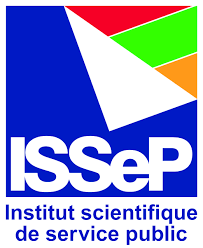 ISSeP
Institut scientifique
de service public